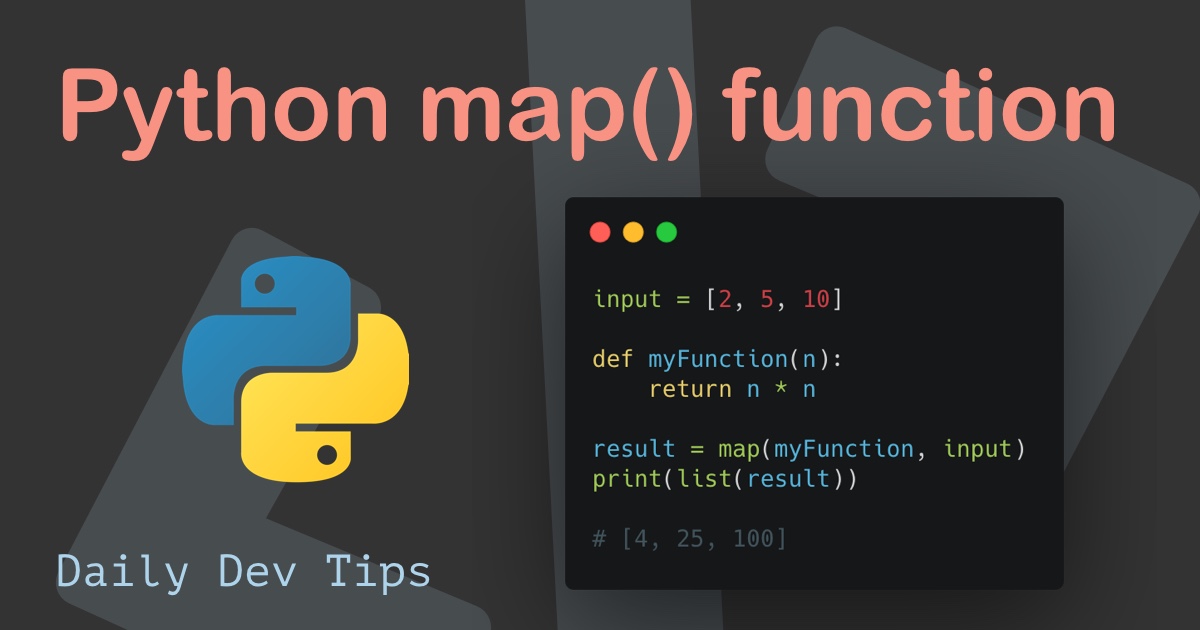 Python map() function
input = [2, 5, 10]
def myFunction(n):
    return n * n
result = map(myFunction, input)
print(list(result))
# [4, 25, 100]
Daily Dev Tips